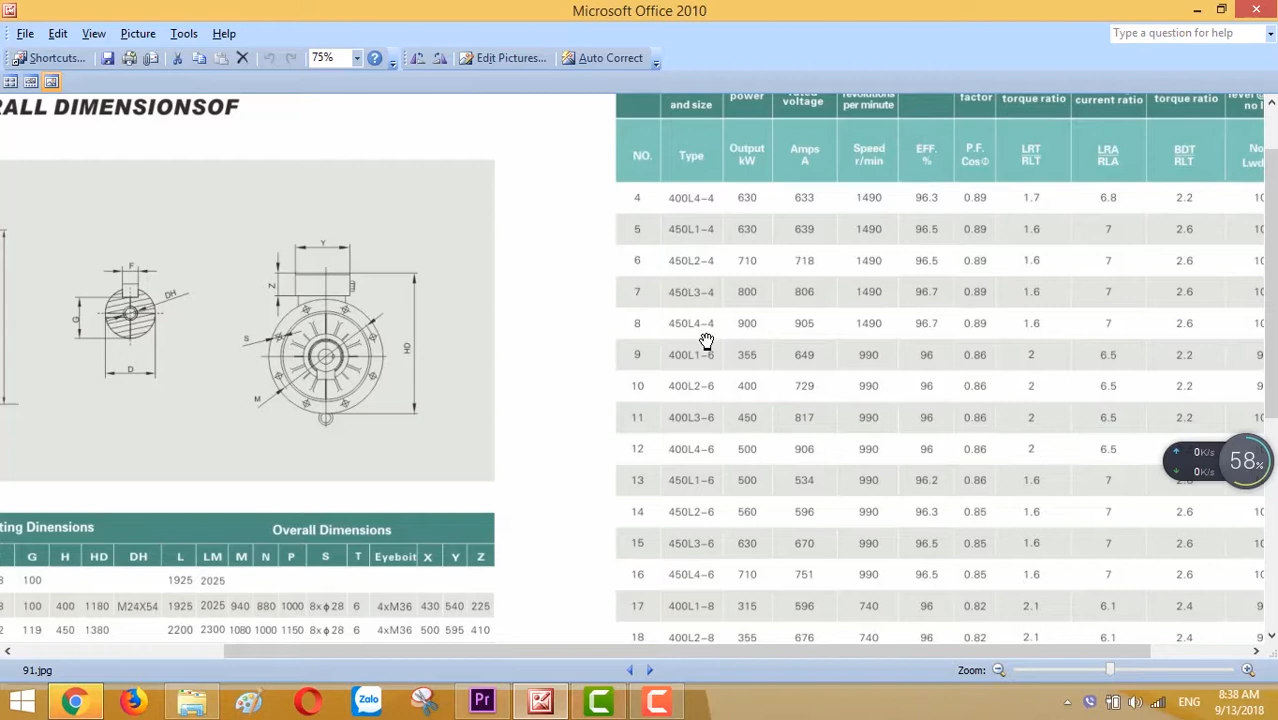 Microsoft Office 2010
File Edit View Picture Tools Help
Type a question for help
Shortcuts... 75% Edit Pictures... Auto Correct
RALL DIMENSIONSOF
F
DH
G
D
Y
Z
S
HD
M
and size power rated voltage revolutions per minute factor torque ratio current ratio torque ratio
NO. Type Output kW Amps A Speed r/min EFF. % P.F. CosΦ LRT RLT LRA RLA BDT RLT
4 400L4-4 630 633 1490 96.3 0.89 1.7 6.8 2.2
5 450L1-4 630 639 1490 96.5 0.89 1.6 7 2.6
6 450L2-4 710 718 1490 96.5 0.89 1.6 7 2.6
7 450L3-4 800 806 1490 96.7 0.89 1.6 7 2.6
8 450L4-4 900 905 1490 96.7 0.89 1.6 7 2.6
9 400L1-6 355 649 990 96 0.86 2 6.5 2.2
10 400L2-6 400 729 990 96 0.86 2 6.5 2.2
11 400L3-6 450 817 990 96 0.86 2 6.5 2.2
12 400L4-6 500 906 990 96 0.86 2 6.5
13 450L1-6 500 534 990 96.2 0.86 1.6 7
14 450L2-6 560 596 990 96.3 0.85 1.6 7 2.6
15 450L3-6 630 670 990 96.5 0.85 1.6 7 2.6
16 450L4-6 710 751 990 96.5 0.85 1.6 7 2.6
17 400L1-8 315 596 740 96 0.82 2.1 6.1 2.4
18 400L2-8 355 676 740 96 0.82 2.1 6.1 2.4
0K/s
0K/s
58%
ting Dinensions Overall Dimensions
G H HD DH L LM M N P S T Eyeboit X Y Z
100 1925 2025
100 400 1180 M24X54 1925 2025 940 880 1000 8xϕ28 6 4xM36 430 540 225
119 450 1380 2200 2300 1080 1000 1150 8xϕ28 6 4xM36 500 595 410
91.jpg Zoom:
Zalo Pr ENG
8:38 AM
9/13/2018